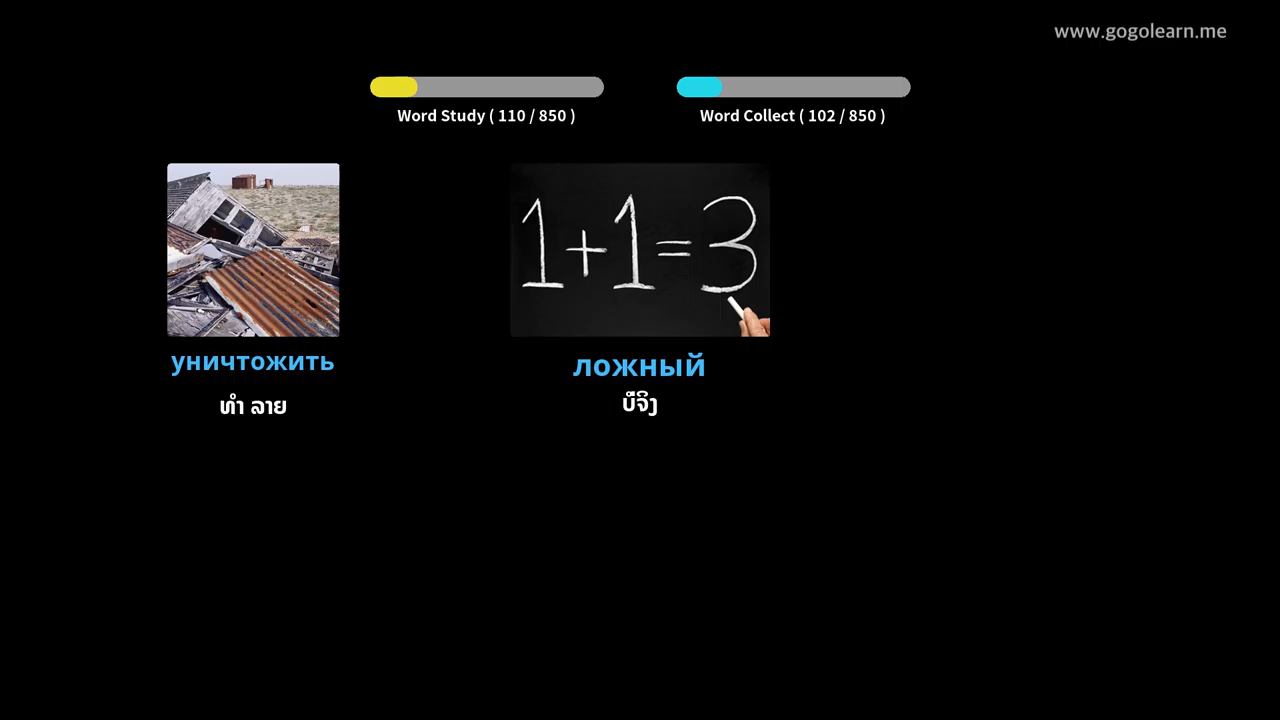 www.gogolearn.me
Word Study ( 110 / 850 )
Word Collect ( 102 / 850 )
1+1=3
уничтожить
ທຳ ລາຍ
ложный
ບໍ່ຈິງ